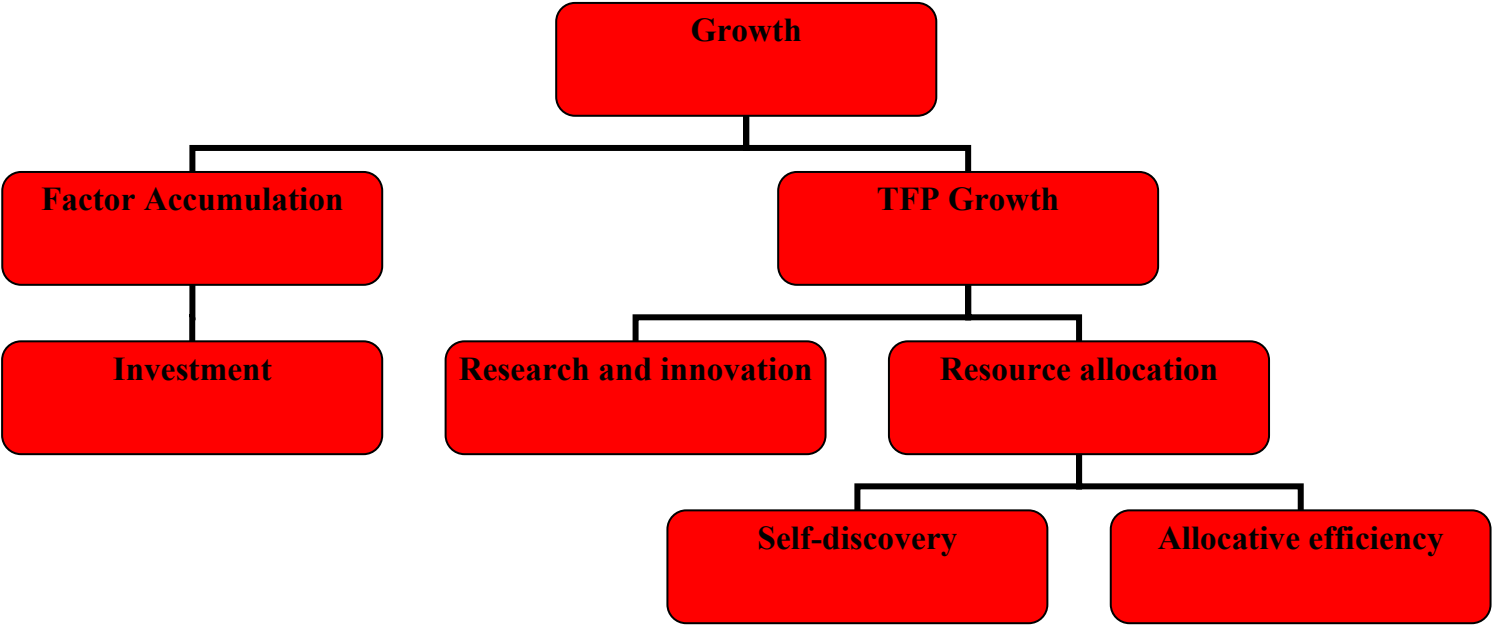 Growth
Factor Accumulation
TFP Growth
Investment
Research and innovation
Resource allocation
Self-discovery
Allocative efficiency